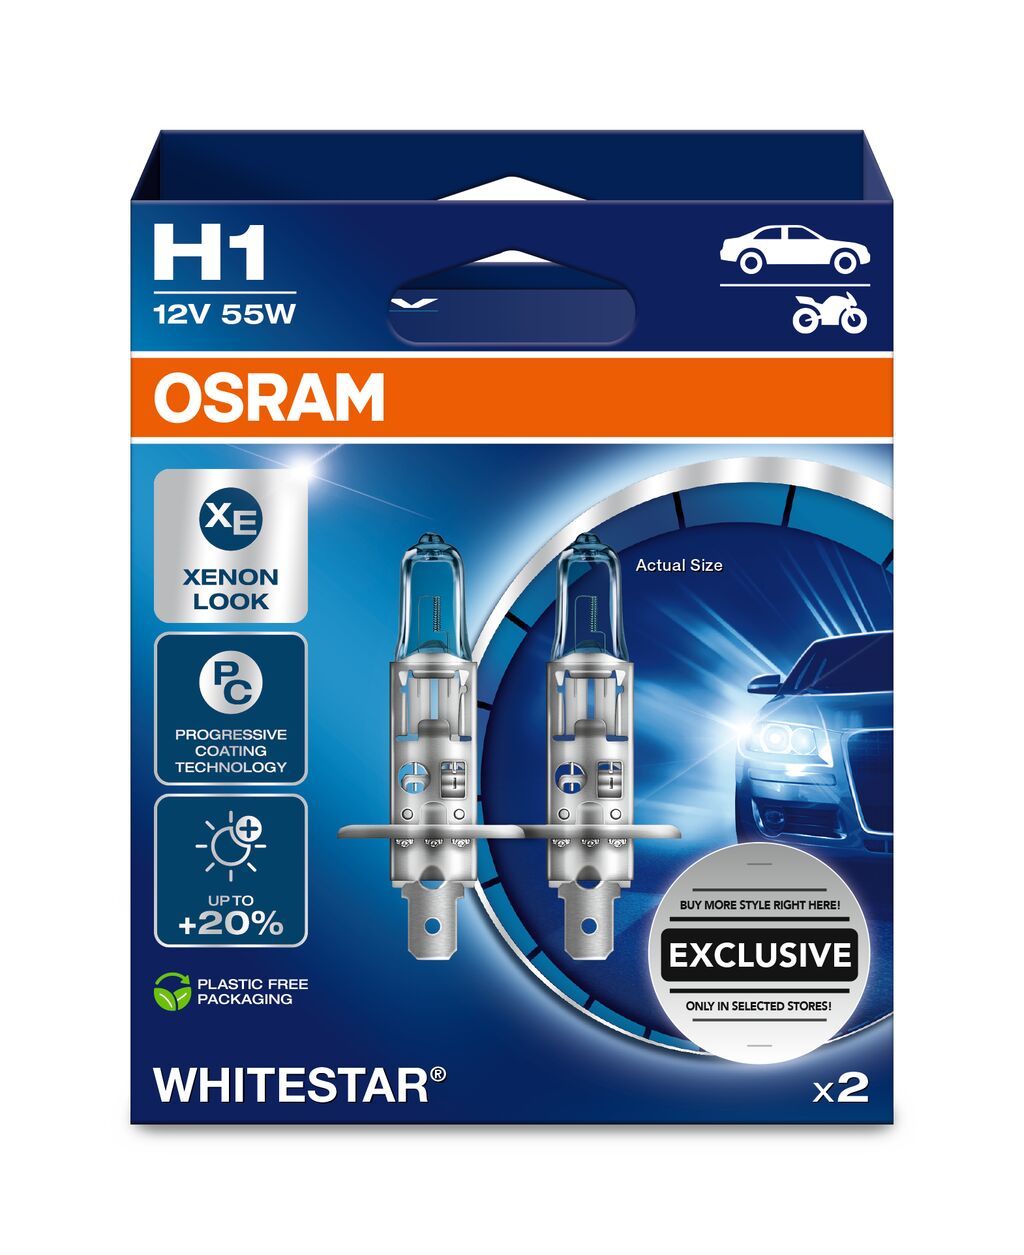 H1
12V 55W
OSRAM
XE
XENON
LOOK
Actual Size
PC
PROGRESSIVE
COATING
TECHNOLOGY
UP TO
+20%
BUY MORE STYLE RIGHT HERE!
EXCLUSIVE
ONLY IN SELECTED STORES!
PLASTIC FREE
PACKAGING
WHITESTAR®
x2